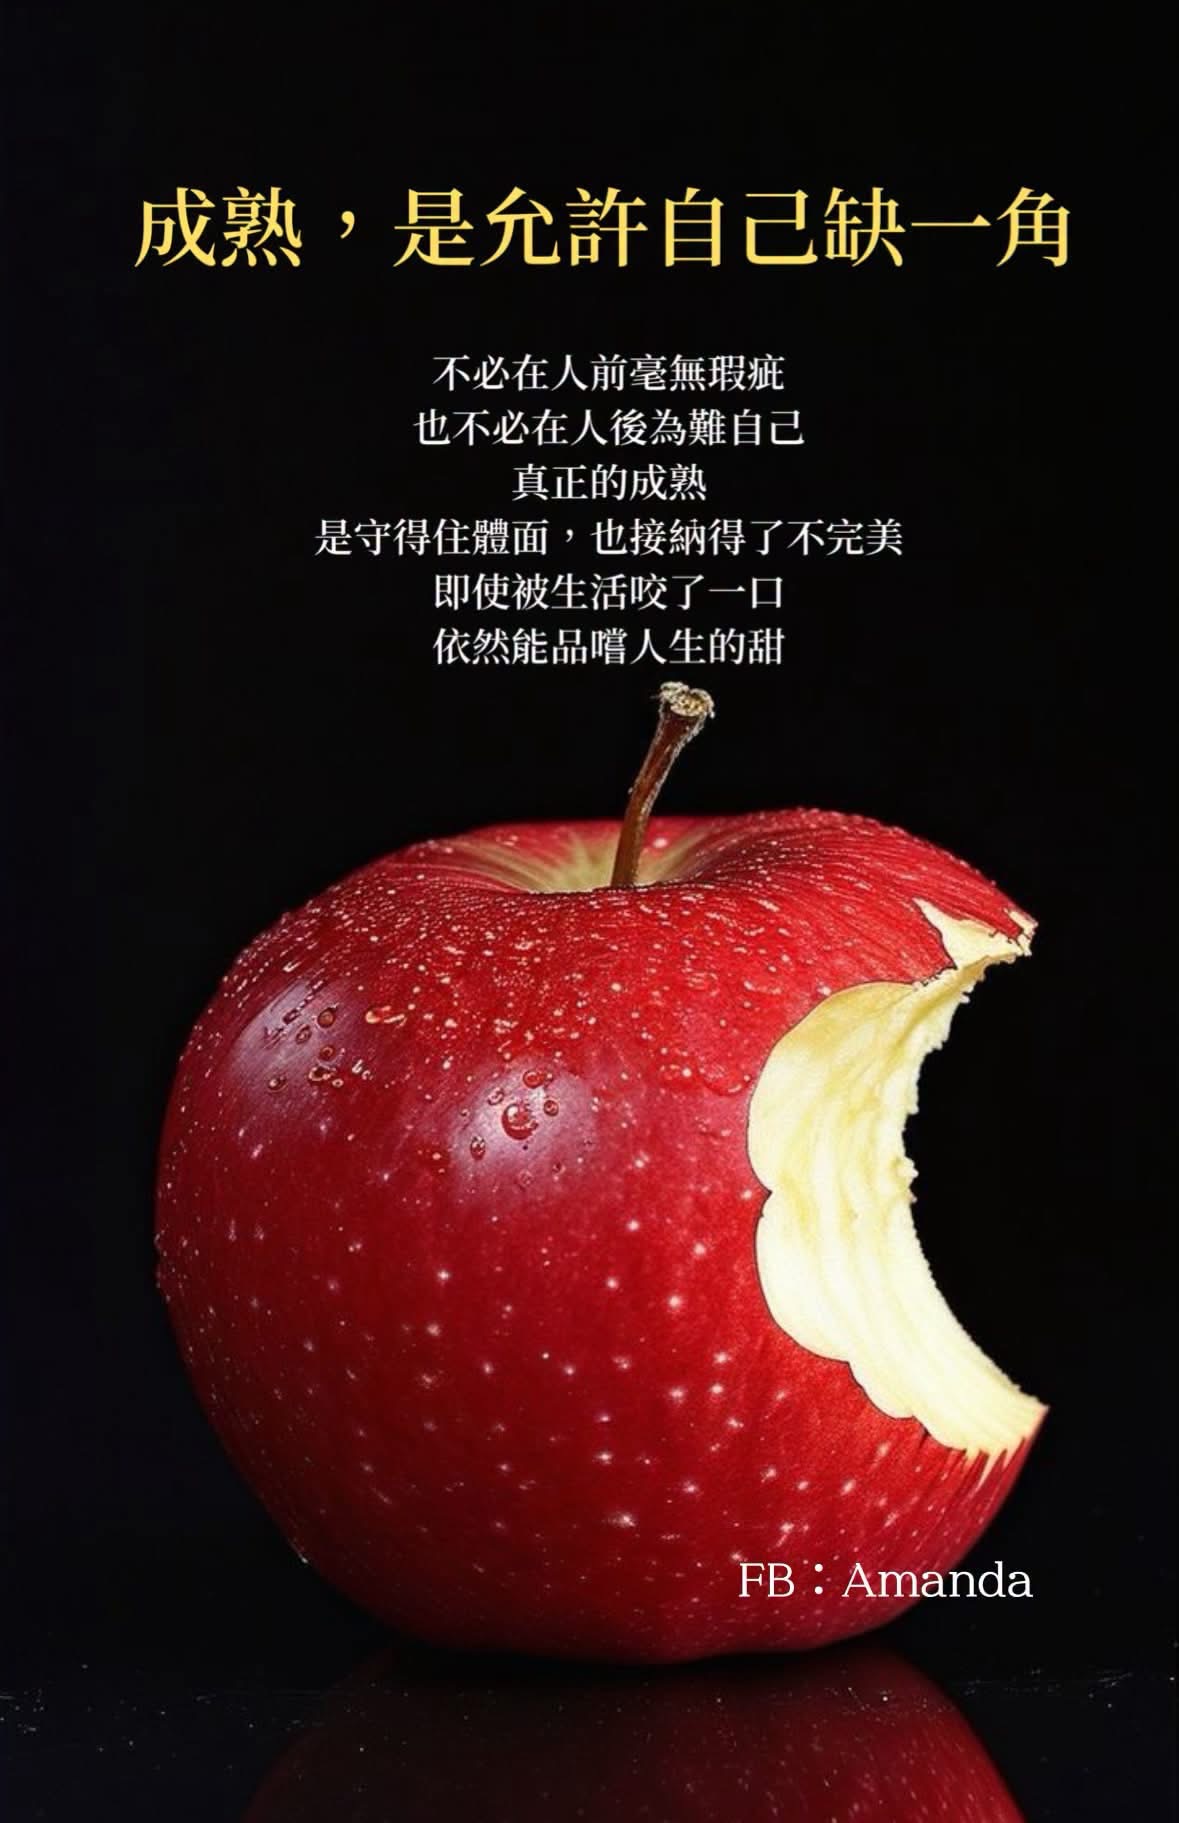 成熟，是允許自己缺一角
不必在人前毫無瑕疵
也不必在人後為難自己
真正的成熟
是守得住體面，也接納得了不完美
即使被生活咬了一口
依然能品嚐人生的甜
FB：Amanda